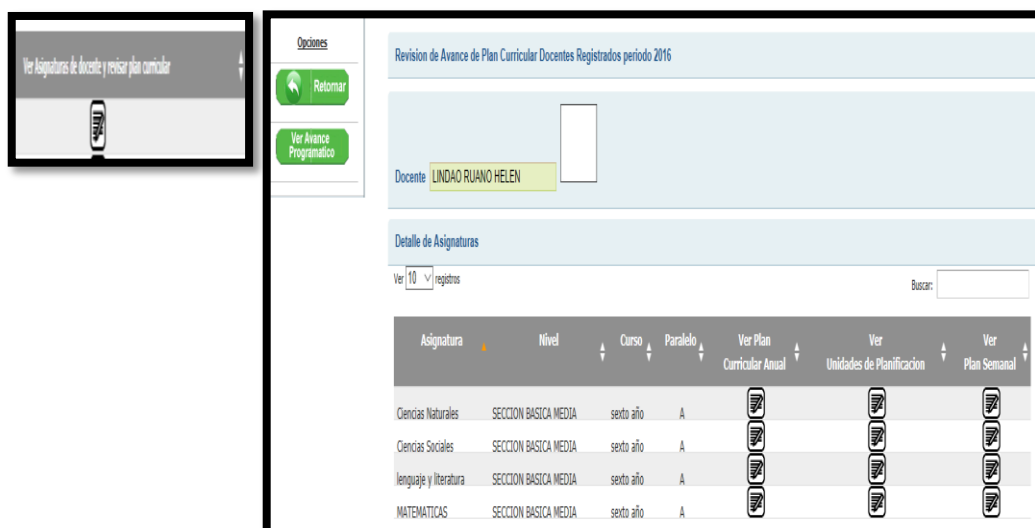 Ver Asignaturas de docente y revisar plan curricular
Opciones
Retornar
Ver Avance
Programatico
Revision de Avance de Plan Curricular Docentes Registrados periodo 2016
Docente LINDAO RUANO HELEN
Detalle de Asignaturas
Ver 10 registros
Buscar:
Asignatura Nivel Curso Paralelo Ver Plan Curricular Anual Ver Unidades de Planificacion Ver Plan Semanal
Ciencias Naturales SECCION BASICA MEDIA sexto año A
Ciencias Sociales SECCION BASICA MEDIA sexto año A
lenguaje y literatura SECCION BASICA MEDIA sexto año A
MATEMATICAS SECCION BASICA MEDIA sexto año A